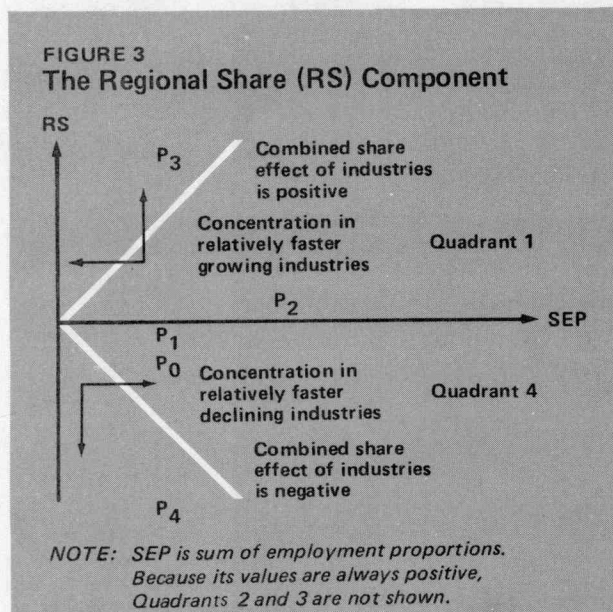 FIGURE 3
The Regional Share (RS) Component
RS
P3
Combined share
effect of industries
is positive
Concentration in
relatively faster
growing industries
Quadrant 1
P2
SEP
P1
P0
Concentration in
relatively faster
declining industries
Quadrant 4
Combined share
effect of industries
is negative
P4
NOTE: SEP is sum of employment proportions.
Because its values are always positive,
Quadrants 2 and 3 are not shown.